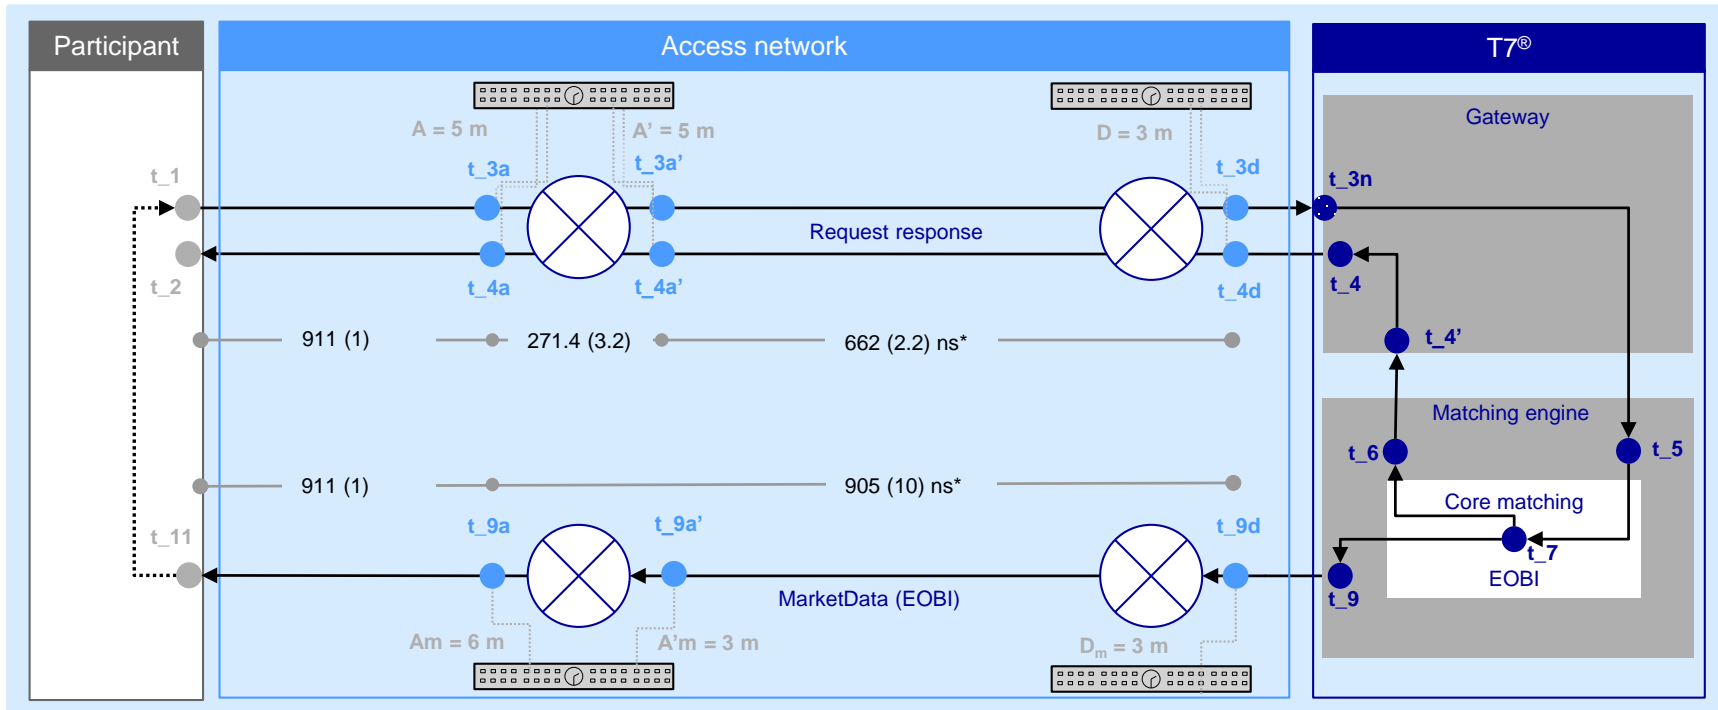 Participant
Access network
T7®
A = 5 m
A’ = 5 m
D = 3 m
Gateway
t_1
t_3a
t_3a’
t_3d
t_3n
Request response
t_2
t_4a
t_4a’
t_4d
t_4
911 (1)
271.4 (3.2)
662 (2.2) ns*
t_4’
Matching engine
t_6
t_5
911 (1)
905 (10) ns*
Core matching
t_11
t_9a
t_9a’
t_9d
t_7
EOBI
MarketData (EOBI)
t_9
Am = 6 m
A’m = 3 m
Dm = 3 m